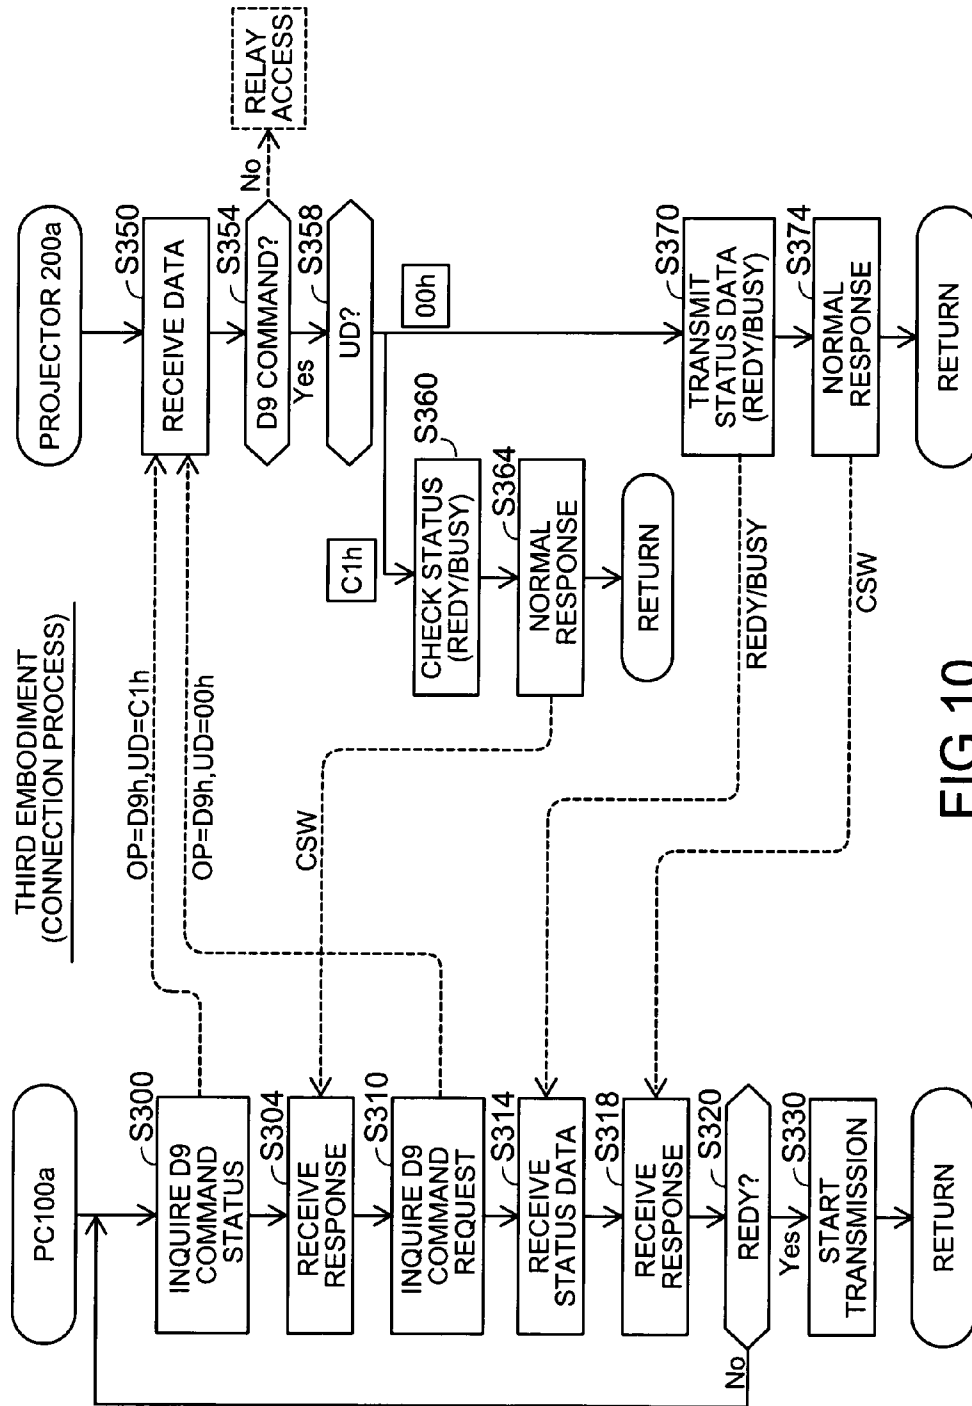 THIRD EMBODIMENT
(CONNECTION PROCESS)
PC100a
S300
INQUIRE D9
COMMAND
STATUS
S304
RECEIVE
RESPONSE
S310
INQUIRE D9
COMMAND
REQUEST
S314
RECEIVE
STATUS DATA
S318
RECEIVE
RESPONSE
S320
REDY?
No
Yes
S330
START
TRANSMISSION
RETURN
OP=D9h,UD=C1h
OP=D9h,UD=00h
CSW
REDY/BUSY
CSW
PROJECTOR 200a
S350
RECEIVE DATA
S354
D9 COMMAND?
No
RELAY
ACCESS
Yes
S358
UD?
C1h
00h
S360
CHECK STATUS
(REDY/BUSY)
S364
NORMAL
RESPONSE
RETURN
S370
TRANSMIT
STATUS DATA
(REDY/BUSY)
S374
NORMAL
RESPONSE
RETURN
FIG.10